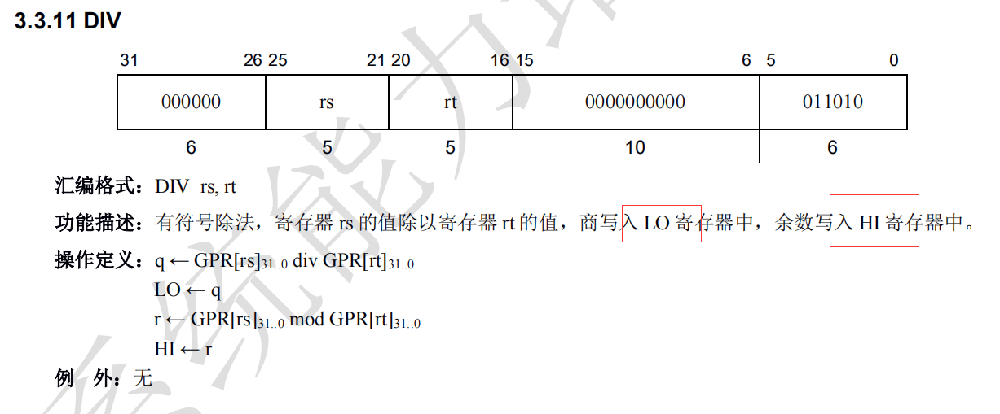 3.3.11 DIV
31 26 25 21 20 16 15 6 5 0
000000 rs rt 0000000000 011010
6 5 5 10 6
汇编格式：DIV rs, rt
功能描述：有符号除法，寄存器 rs 的值除以寄存器 rt 的值，商写入 LO 寄存器中，余数写入 HI 寄存器中。
操作定义：q ← GPR[rs]31..0 div GPR[rt]31..0
LO ← q
r ← GPR[rs]31..0 mod GPR[rt]31..0
HI ← r
例 外：无
系统能力